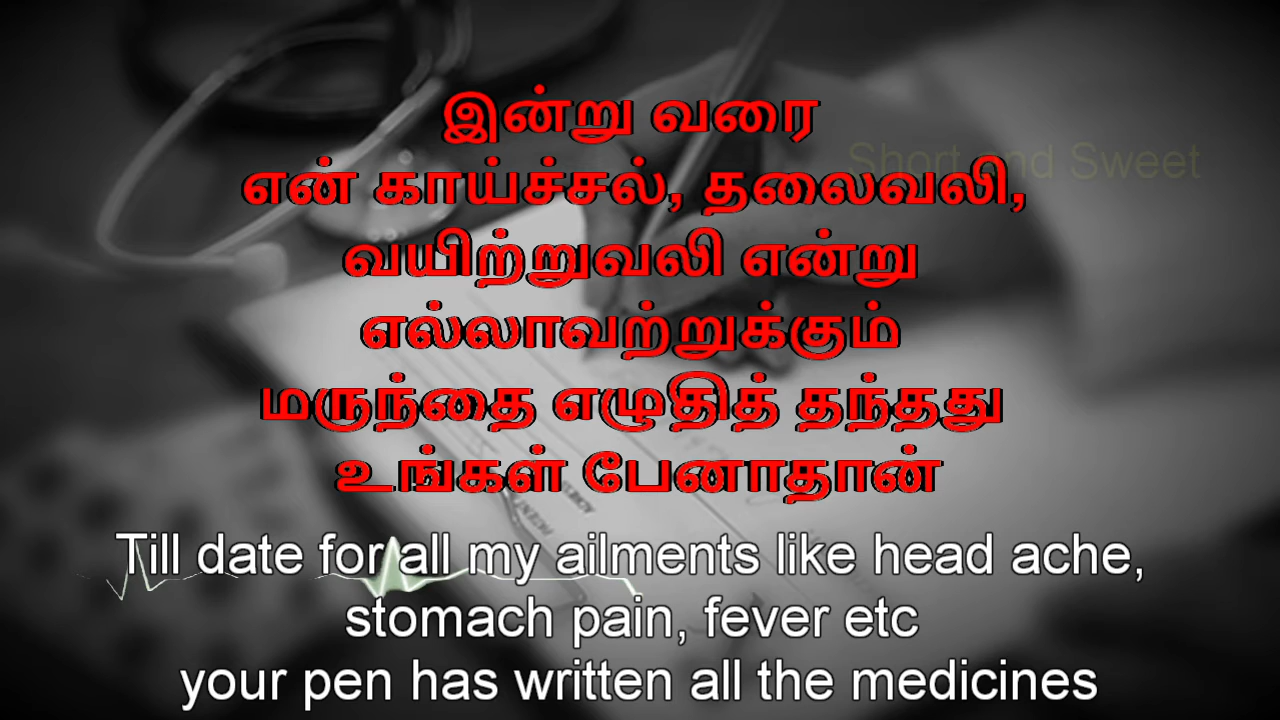 இன்று வரை
Short and Sweet
என் காய்ச்சல், தலைவலி,
வயிற்றுவலி என்று
எல்லாவற்றுக்கும்
மருந்தை எழுதித் தந்தது
உங்கள் பேனாதான்
Till date for all my ailments like head ache,
stomach pain, fever etc
your pen has written all the medicines